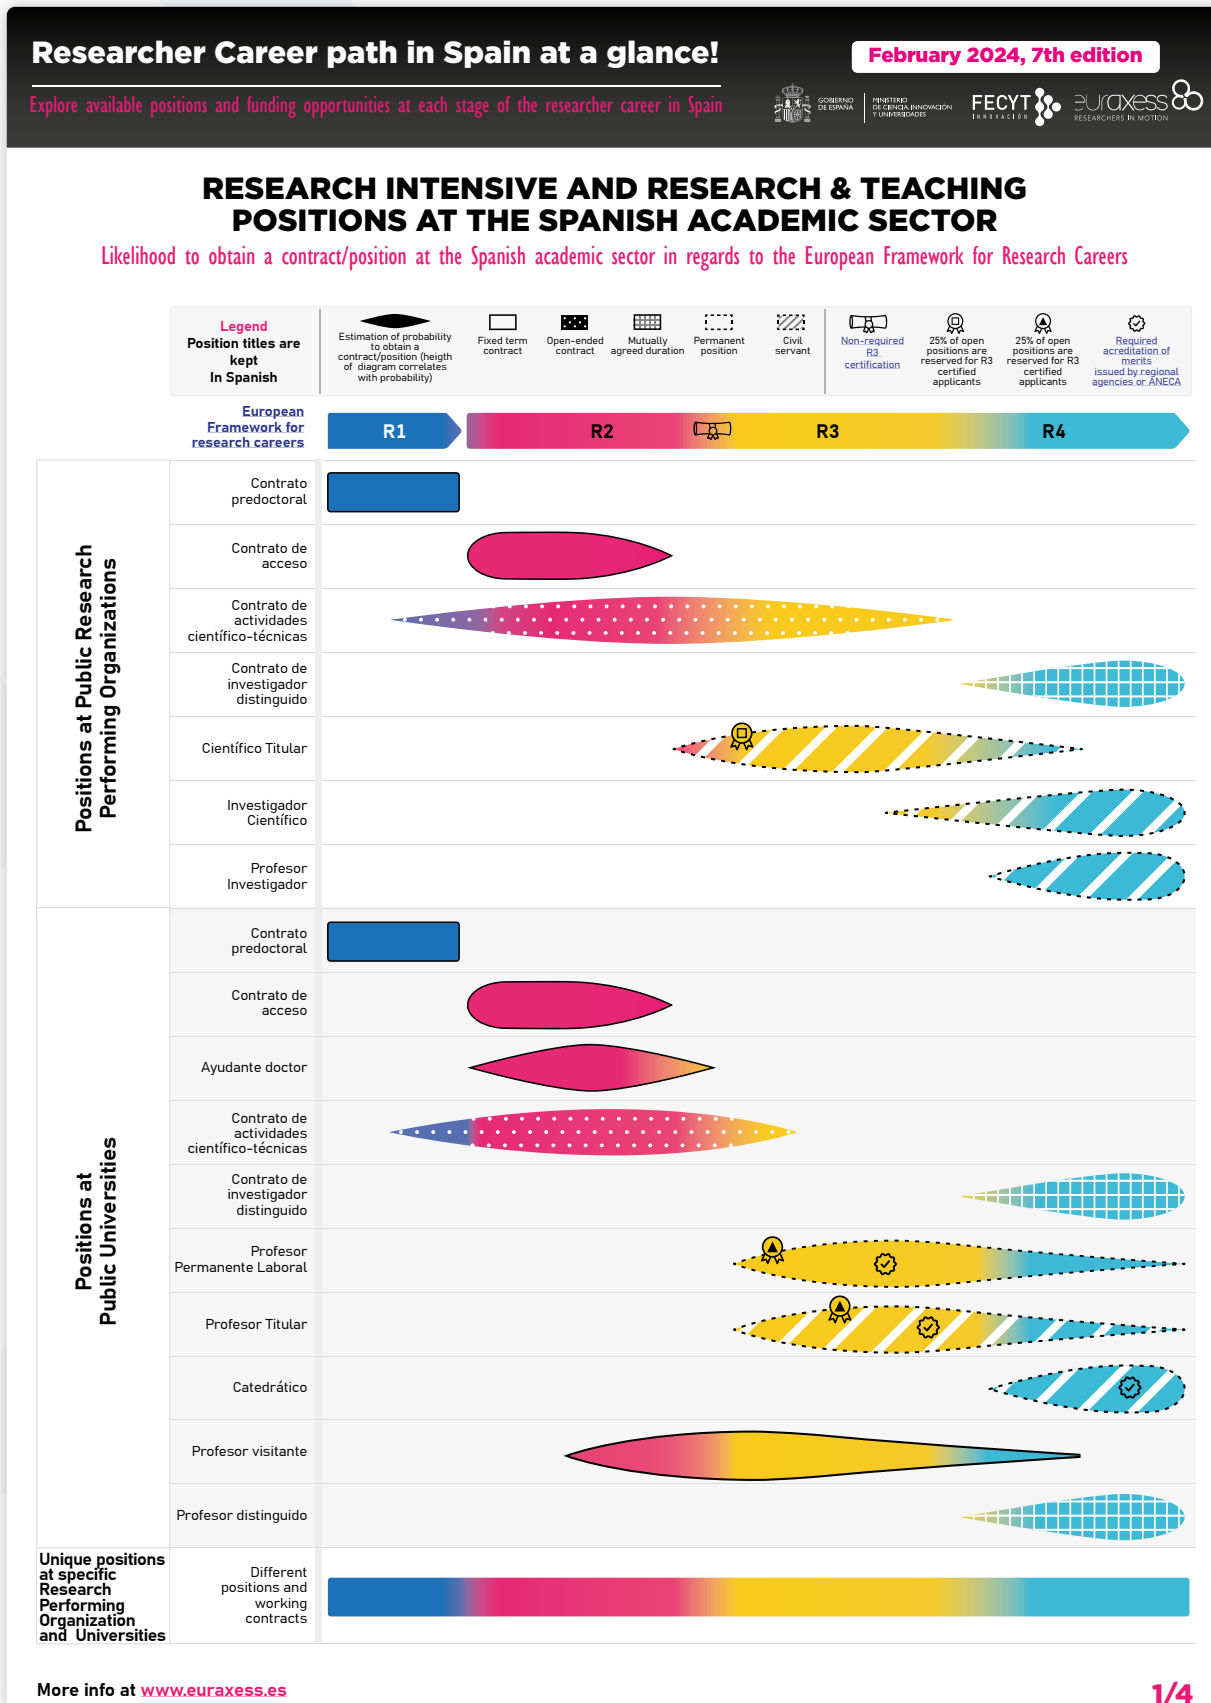 Researcher Career path in Spain at a glance!
February 2024, 7th edition
Explore available positions and funding opportunities at each stage of the researcher career in Spain
GOBIERNO
DE ESPAÑA
MINISTERIO
DE CIENCIA, INNOVACIÓN
Y UNIVERSIDADES
FECYT
INNOVACIÓN
euraxess
RESEARCHERS IN MOTION
RESEARCH INTENSIVE AND RESEARCH & TEACHING
POSITIONS AT THE SPANISH ACADEMIC SECTOR
Likelihood to obtain a contract/position at the Spanish academic sector in regards to the European Framework for Research Careers
Legend
Position titles are
kept
In Spanish
Estimation of probability
to obtain a
contract/position (heigth
of diagram correlates
with probability)
Fixed term
contract
Open-ended
contract
Mutually
agreed duration
Permanent
position
Civil
servant
Non-required
R3
certification
25% of open
positions are
reserved for R3
certified
applicants
25% of open
positions are
reserved for R3
certified
applicants
Required
acreditation of
merits
issued by regional
agencies or ANECA
European
Framework for
research careers
R1
R2
R3
R4
Positions at Public Research
Performing Organizations
Contrato
predoctoral
Contrato de
acceso
Contrato de
actividades
científico-técnicas
Contrato de
investigador
distinguido
Científico Titular
Investigador
Científico
Profesor
Investigador
Positions at
Public Universities
Contrato
predoctoral
Contrato de
acceso
Ayudante doctor
Contrato de
actividades
científico-técnicas
Contrato de
investigador
distinguido
Profesor
Permanente Laboral
Profesor Titular
Catedrático
Profesor visitante
Profesor distinguido
Unique positions
at specific
Research
Performing
Organization
and Universities
Different
positions and
working
contracts
More info at www.euraxess.es
1/4